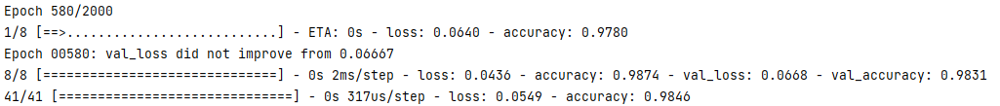 Epoch 580/2000
1/8 [==>...........................] - ETA: 0s - loss: 0.0640 - accuracy: 0.9780
Epoch 00580: val_loss did not improve from 0.06667
8/8 [==============================] - 0s 2ms/step - loss: 0.0436 - accuracy: 0.9874 - val_loss: 0.0668 - val_accuracy: 0.9831
41/41 [==============================] - 0s 317us/step - loss: 0.0549 - accuracy: 0.9846